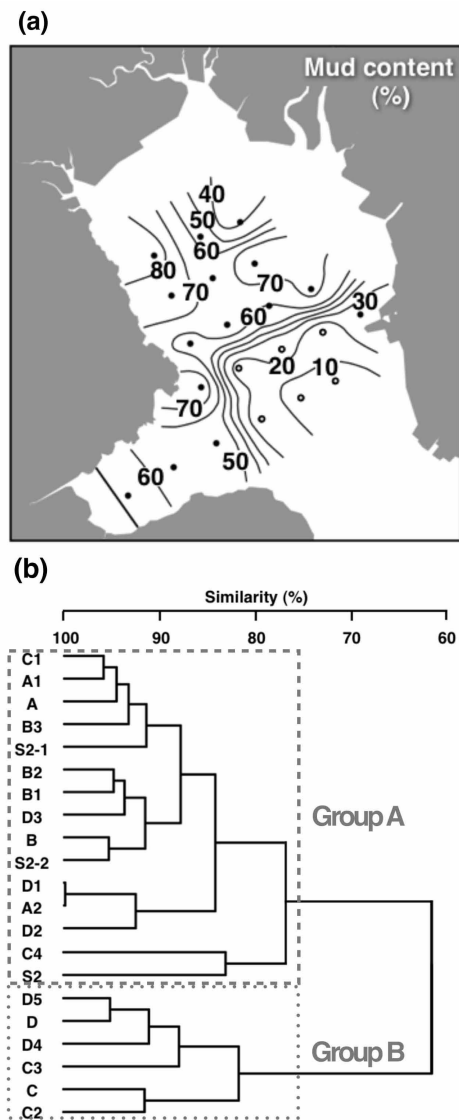 (a)
Mud content
(%)
40
50
60
80
70
70
30
60
20
10
70
50
60
(b)
Similarity (%)
100 90 80 70 60
C1
A1
A
B3
S2-1
B2
B1
D3
Group A
B
S2-2
D1
A2
D2
C4
S2
D5
D
D4
Group B
C3
C
C2